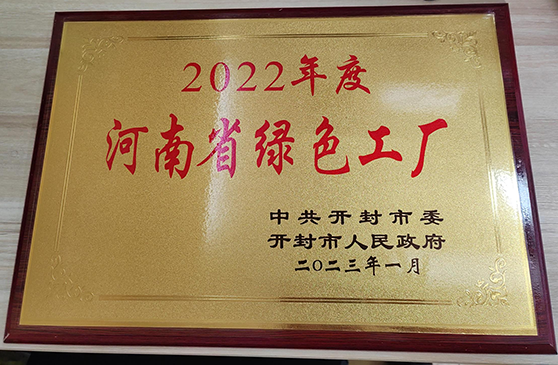 2022年度
河南省绿色工厂
中共开封市委
开封市人民政府
二〇二三年一月